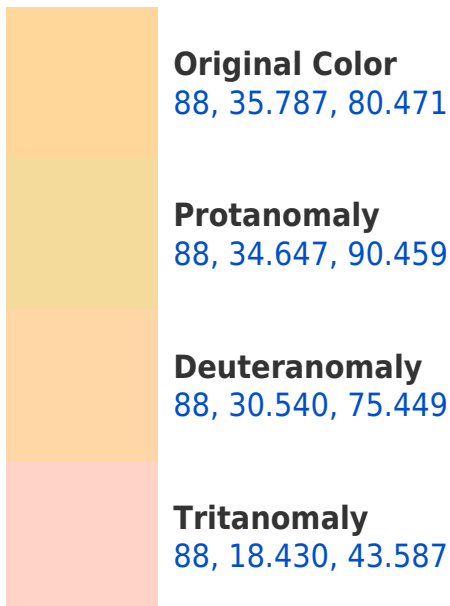 Original Color
88, 35.787, 80.471
Protanomaly
88, 34.647, 90.459
Deuteranomaly
88, 30.540, 75.449
Tritanomaly
88, 18.430, 43.587